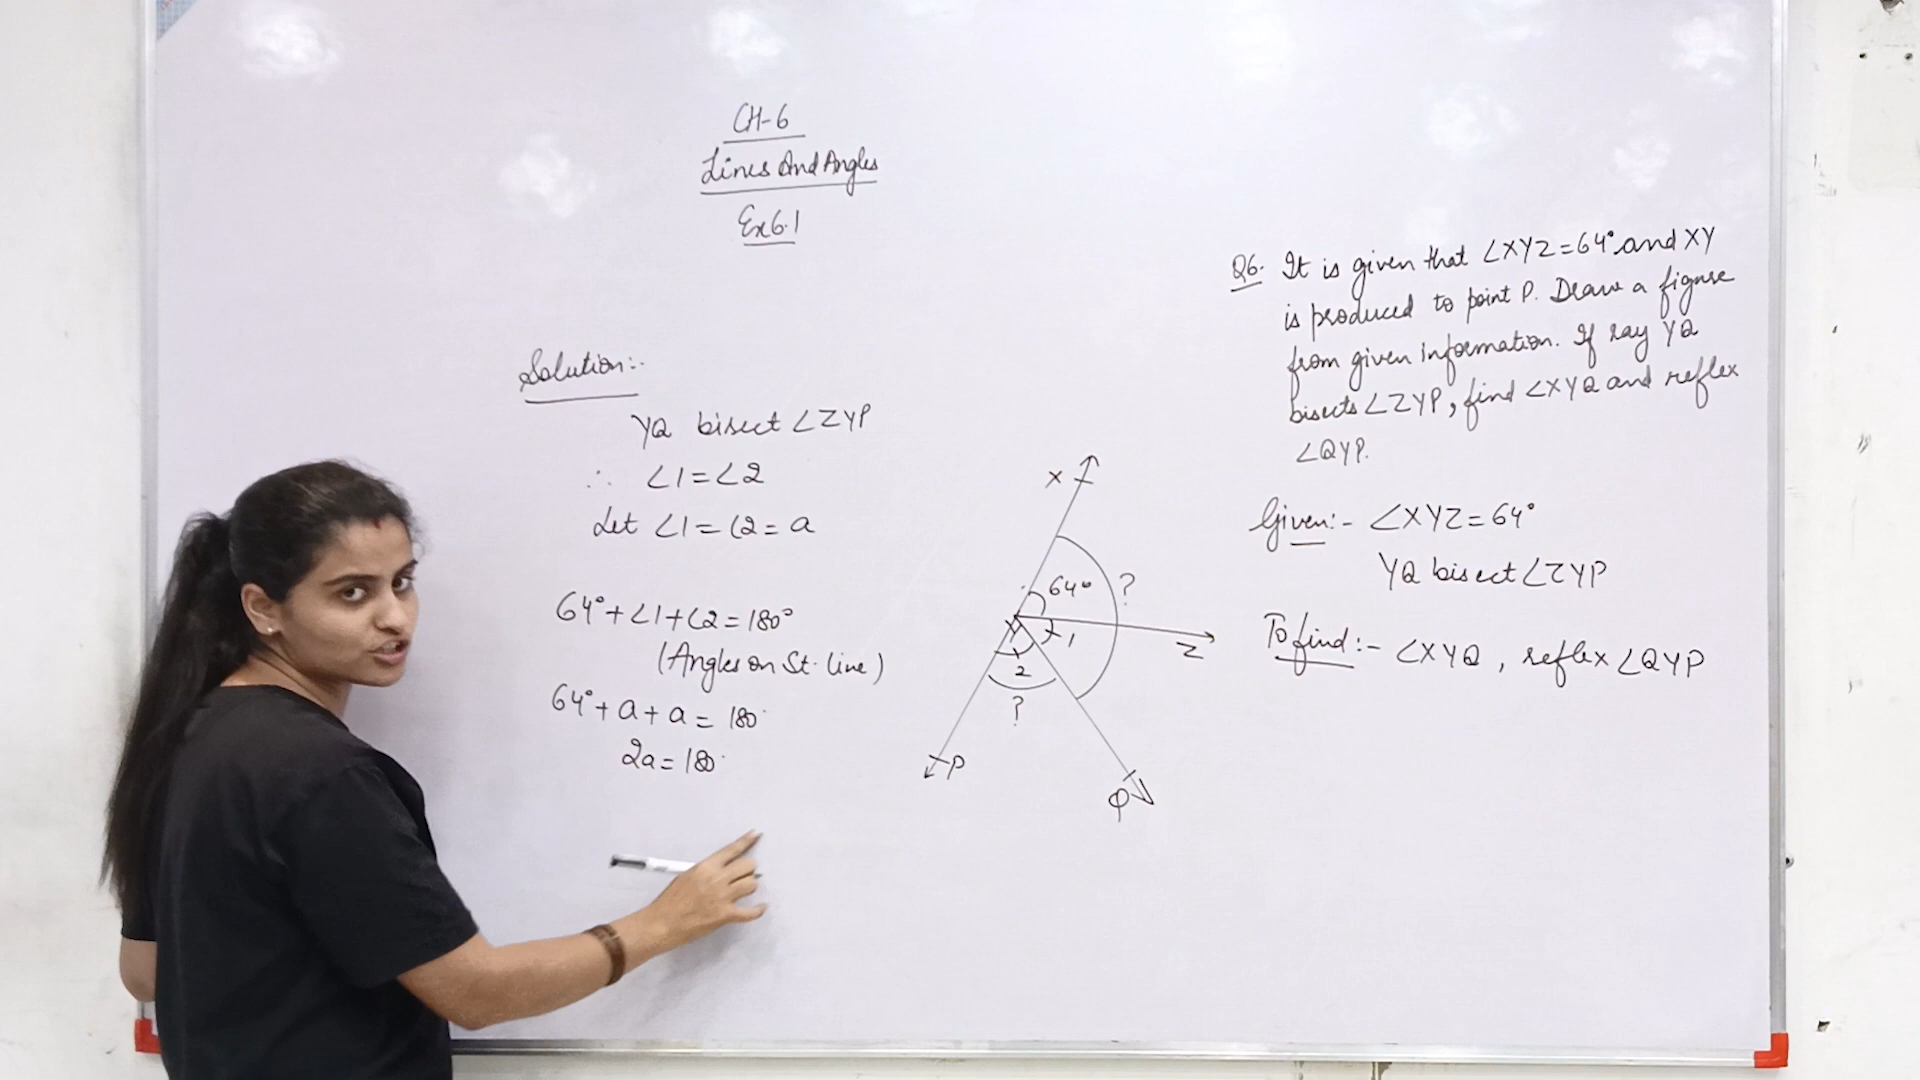 CH-6
Lines And Angles
Ex6.1
Q6. It is given that ∠XYZ=64° and XY
is produced to point P. Draw a figure
from given information. If ray YQ
bisects ∠ZYP, find ∠XYQ and reflex
∠QYP.
Given:- ∠XYZ=64°
YQ bisect ∠ZYP
To find:- ∠XYQ, reflex ∠QYP
Solution:-
YQ bisect ∠ZYP
∴ ∠1=∠2
Let ∠1=∠2=a
64°+∠1+∠2=180°
(Angles on St. line)
64°+a+a=180°
2a=180°
X
64°
?
Y
1
Z
2
?
P
Q